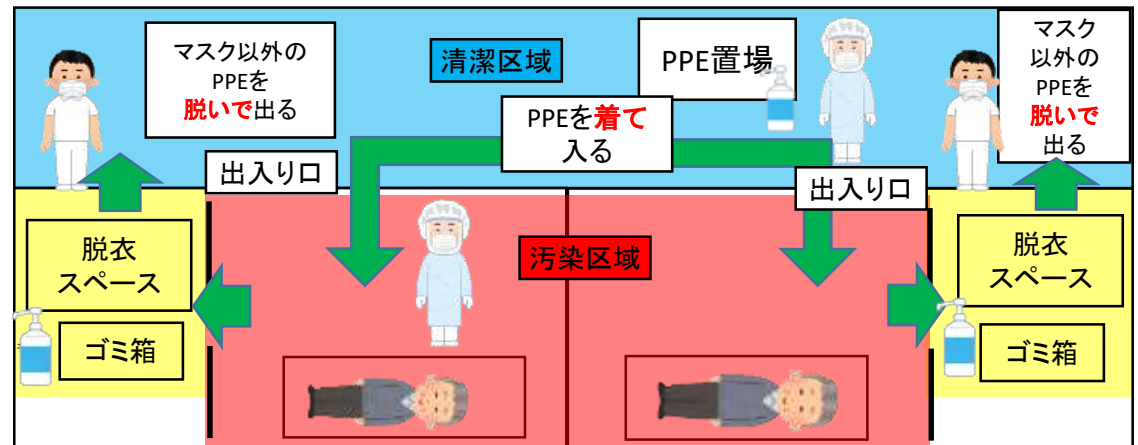 マスク以外の
PPEを
脱いで出る
清潔区域
PPE置場
マスク
以外の
PPEを
脱いで
出る
PPEを着て
入る
出入り口
出入り口
脱衣
スペース
ゴミ箱
汚染区域
脱衣
スペース
ゴミ箱